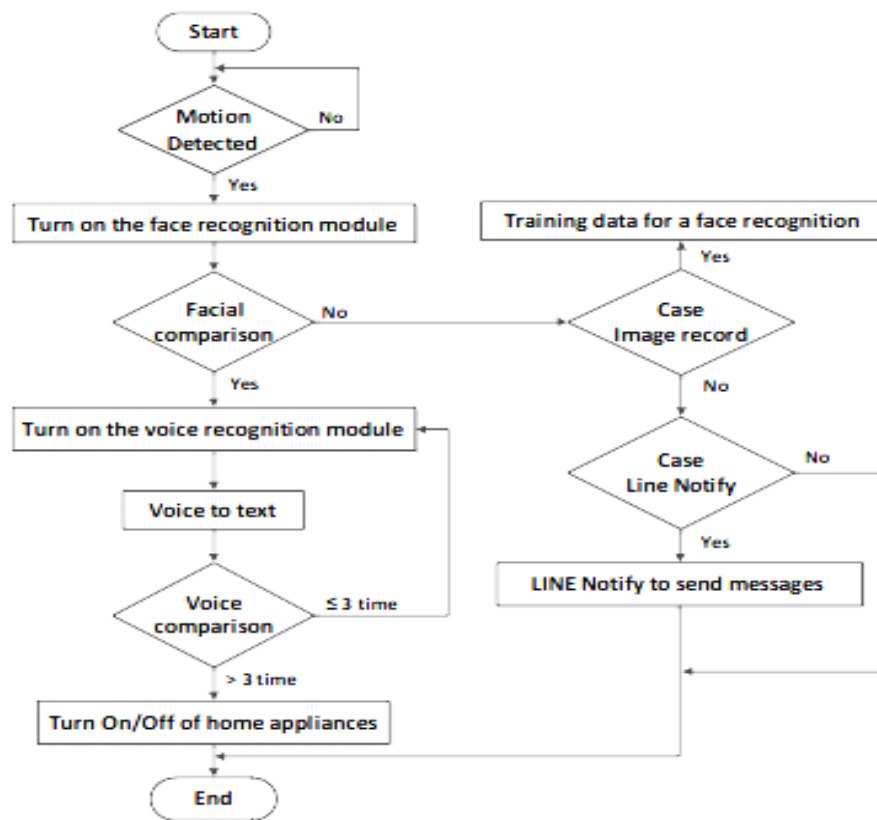 Start
Motion
Detected
No
Yes
Turn on the face recognition module
Training data for a face recognition
Yes
Facial
comparison
No
Case
Image record
Yes
No
Turn on the voice recognition module
Case
Line Notify
No
Voice to text
Yes
LINE Notify to send messages
Voice
comparison
≤ 3 time
> 3 time
Turn On/Off of home appliances
End